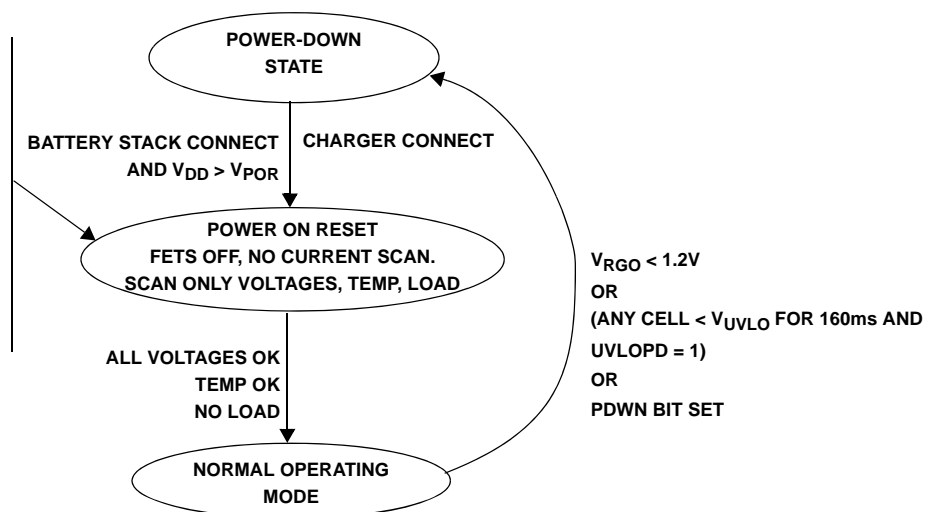 POWER-DOWN
STATE
BATTERY STACK CONNECT
AND VDD > VPOR
CHARGER CONNECT
POWER ON RESET
FETS OFF, NO CURRENT SCAN.
SCAN ONLY VOLTAGES, TEMP, LOAD
VRGO < 1.2V
OR
(ANY CELL < VUVLO FOR 160ms AND
UVLOPD = 1)
OR
PDWN BIT SET
ALL VOLTAGES OK
TEMP OK
NO LOAD
NORMAL OPERATING
MODE